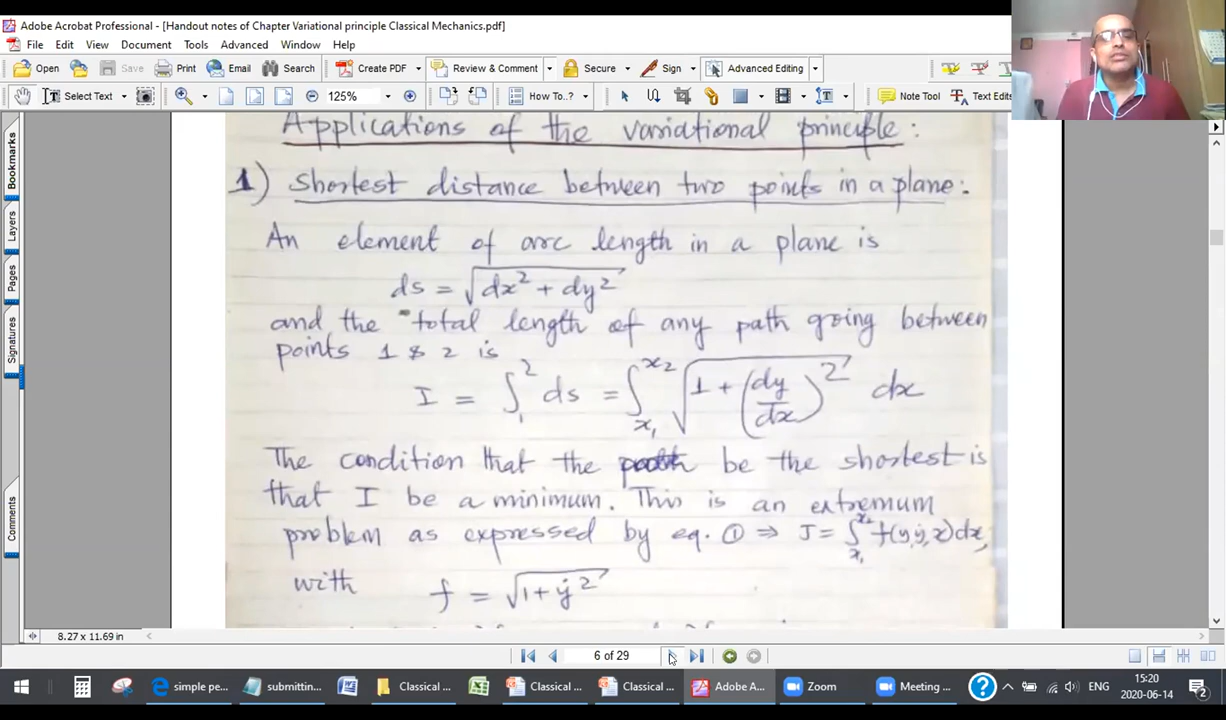 Adobe Acrobat Professional - [Handout notes of Chapter Variational principle Classical Mechanics.pdf]
File Edit View Document Tools Advanced Window Help
Open Save Print Email Search Create PDF Review & Comment Secure Sign Advanced Editing
Select Text 125% How To..? Note Tool Text Edits
Bookmarks
Layers
Pages
Signatures
Comments
Applications of the variational principle:
1) Shortest distance between two points in a plane:
An element of arc length in a plane is
ds = √(dx² + dy²)
and the total length of any path going between
points 1 & 2 is
I = ∫₁² ds = ∫_{x₁}^{x₂} √(1 + (dy/dx)²) dx
The condition that the path be the shortest is
that I be a minimum. This is an extremum
problem as expressed by eq. ① ⇒ J = ∫_{x₁}^{x₂} f(y, ẏ, x) dx,
with f = √(1 + ẏ²)
8.27 x 11.69 in
6 of 29
simple pe... submittin... Classical ... Classical ... Classical ... Adobe A... Zoom Meeting ... ? ENG 15:20
2020-06-14 2